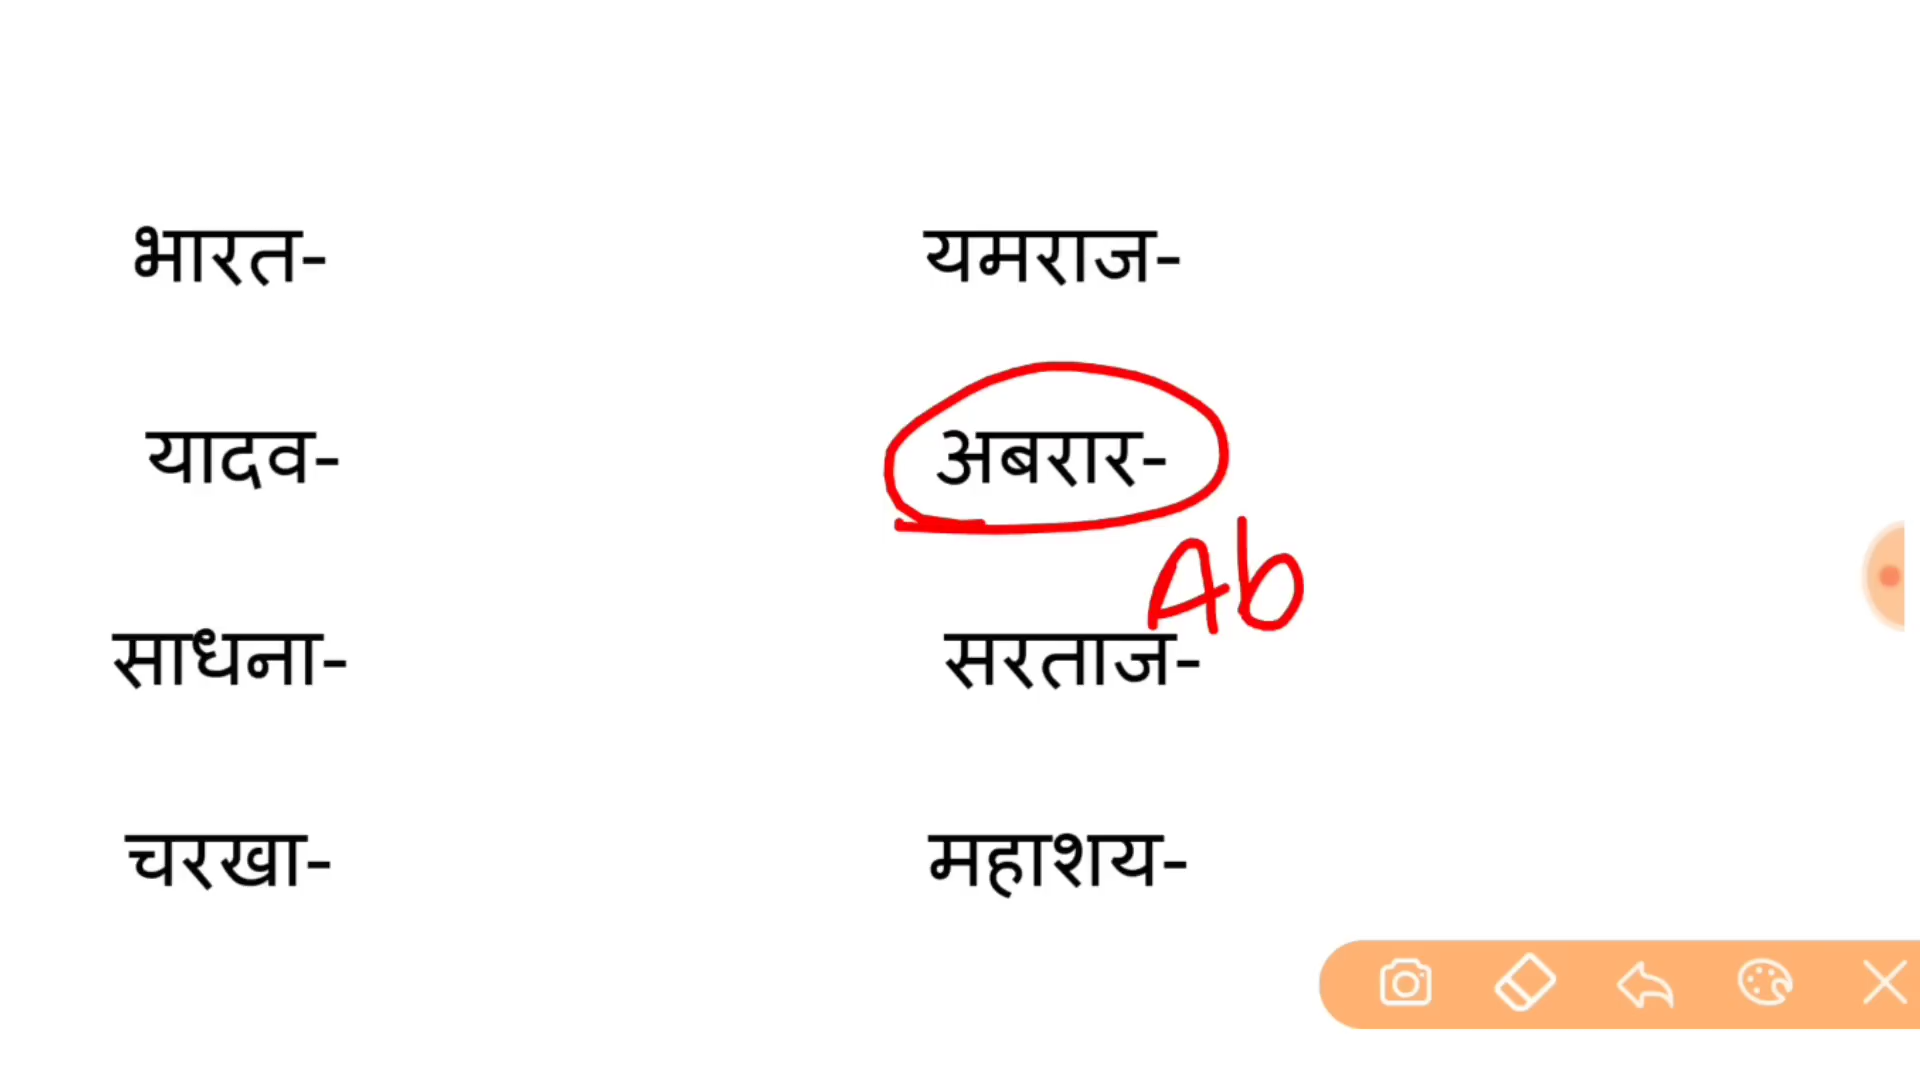 भारत- यमराज-
यादव- अबरार-
Ab
साधना- सरताज-
चरखा- महाशय-